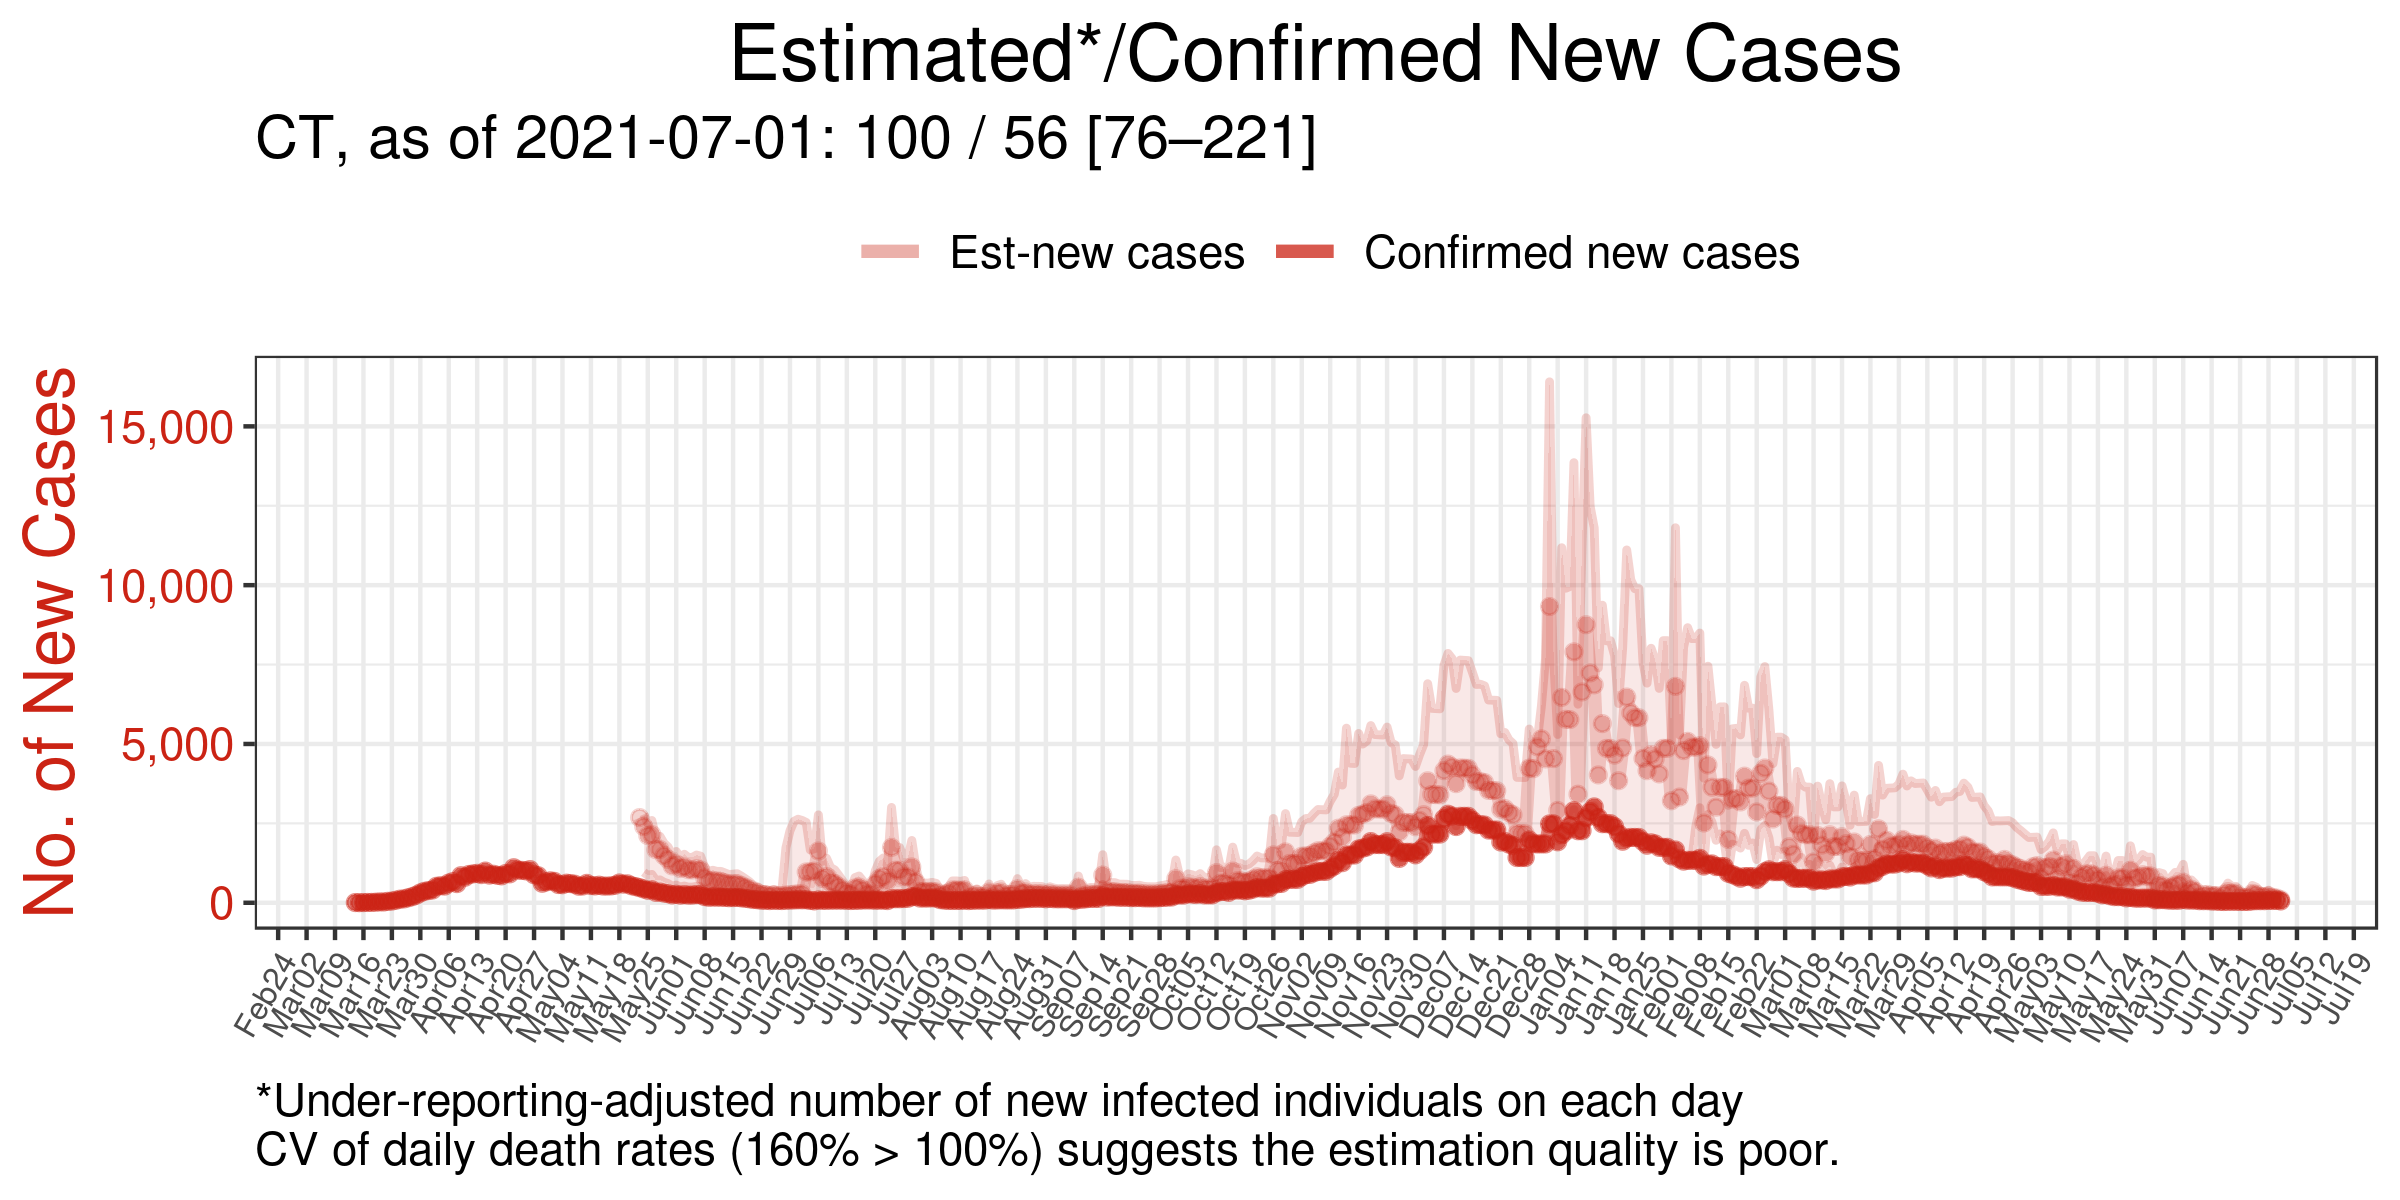 Estimated*/Confirmed New Cases
CT, as of 2021-07-01: 100 / 56 [76–221]
Est-new cases Confirmed new cases
No. of New Cases
15,000
10,000
5,000
0
Feb24 Mar02 Mar09 Mar16 Mar23 Mar30 Apr06 Apr13 Apr20 Apr27 May04 May11 May18 May25 Jun01 Jun08 Jun15 Jun22 Jun29 Jul06 Jul13 Jul20 Jul27 Aug03 Aug10 Aug17 Aug24 Aug31 Sep07 Sep14 Sep21 Sep28 Oct05 Oct12 Oct19 Oct26 Nov02 Nov09 Nov16 Nov23 Nov30 Dec07 Dec14 Dec21 Dec28 Jan04 Jan11 Jan18 Jan25 Feb01 Feb08 Feb15 Feb22 Mar01 Mar08 Mar15 Mar22 Mar29 Apr05 Apr12 Apr19 Apr26 May03 May10 May17 May24 May31 Jun07 Jun14 Jun21 Jun28 Jul05 Jul12 Jul19
*Under-reporting-adjusted number of new infected individuals on each day
CV of daily death rates (160% > 100%) suggests the estimation quality is poor.